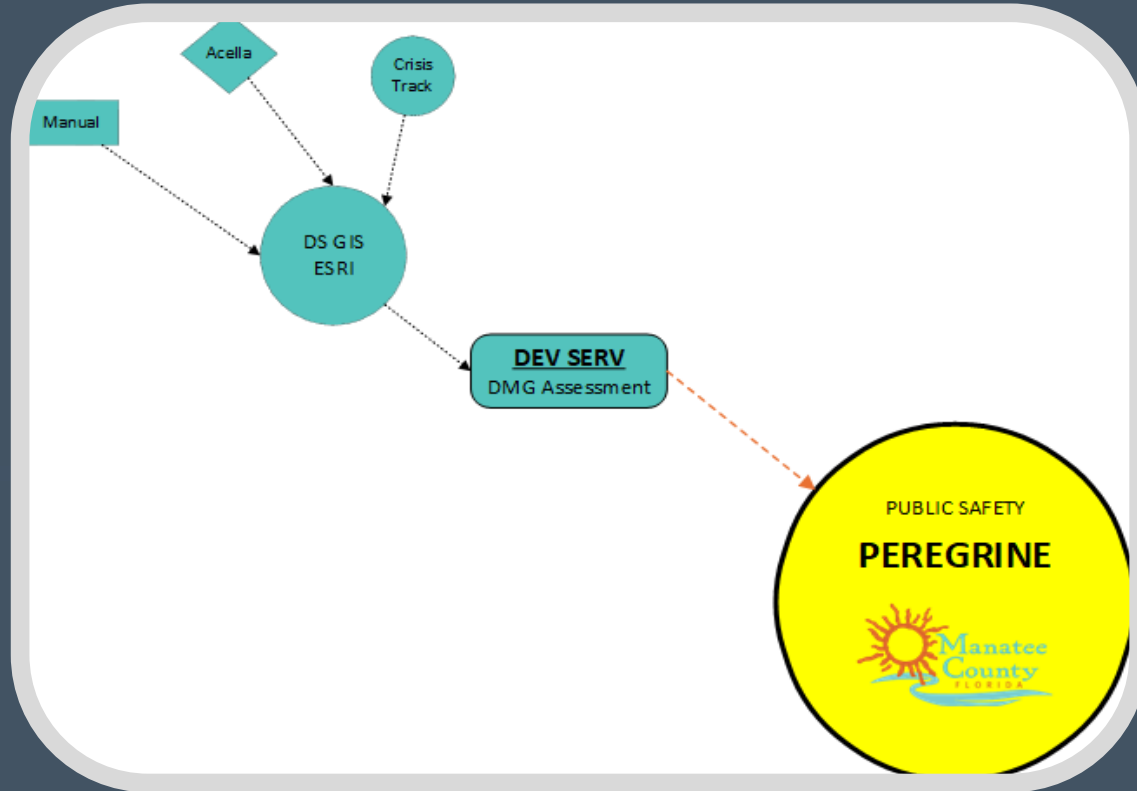 Acella
Crisis
Track
Manual
DS GIS
ESRI
DEV SERV
DMG Assessment
PUBLIC SAFETY
PEREGRINE
Manatee
County
FLORIDA